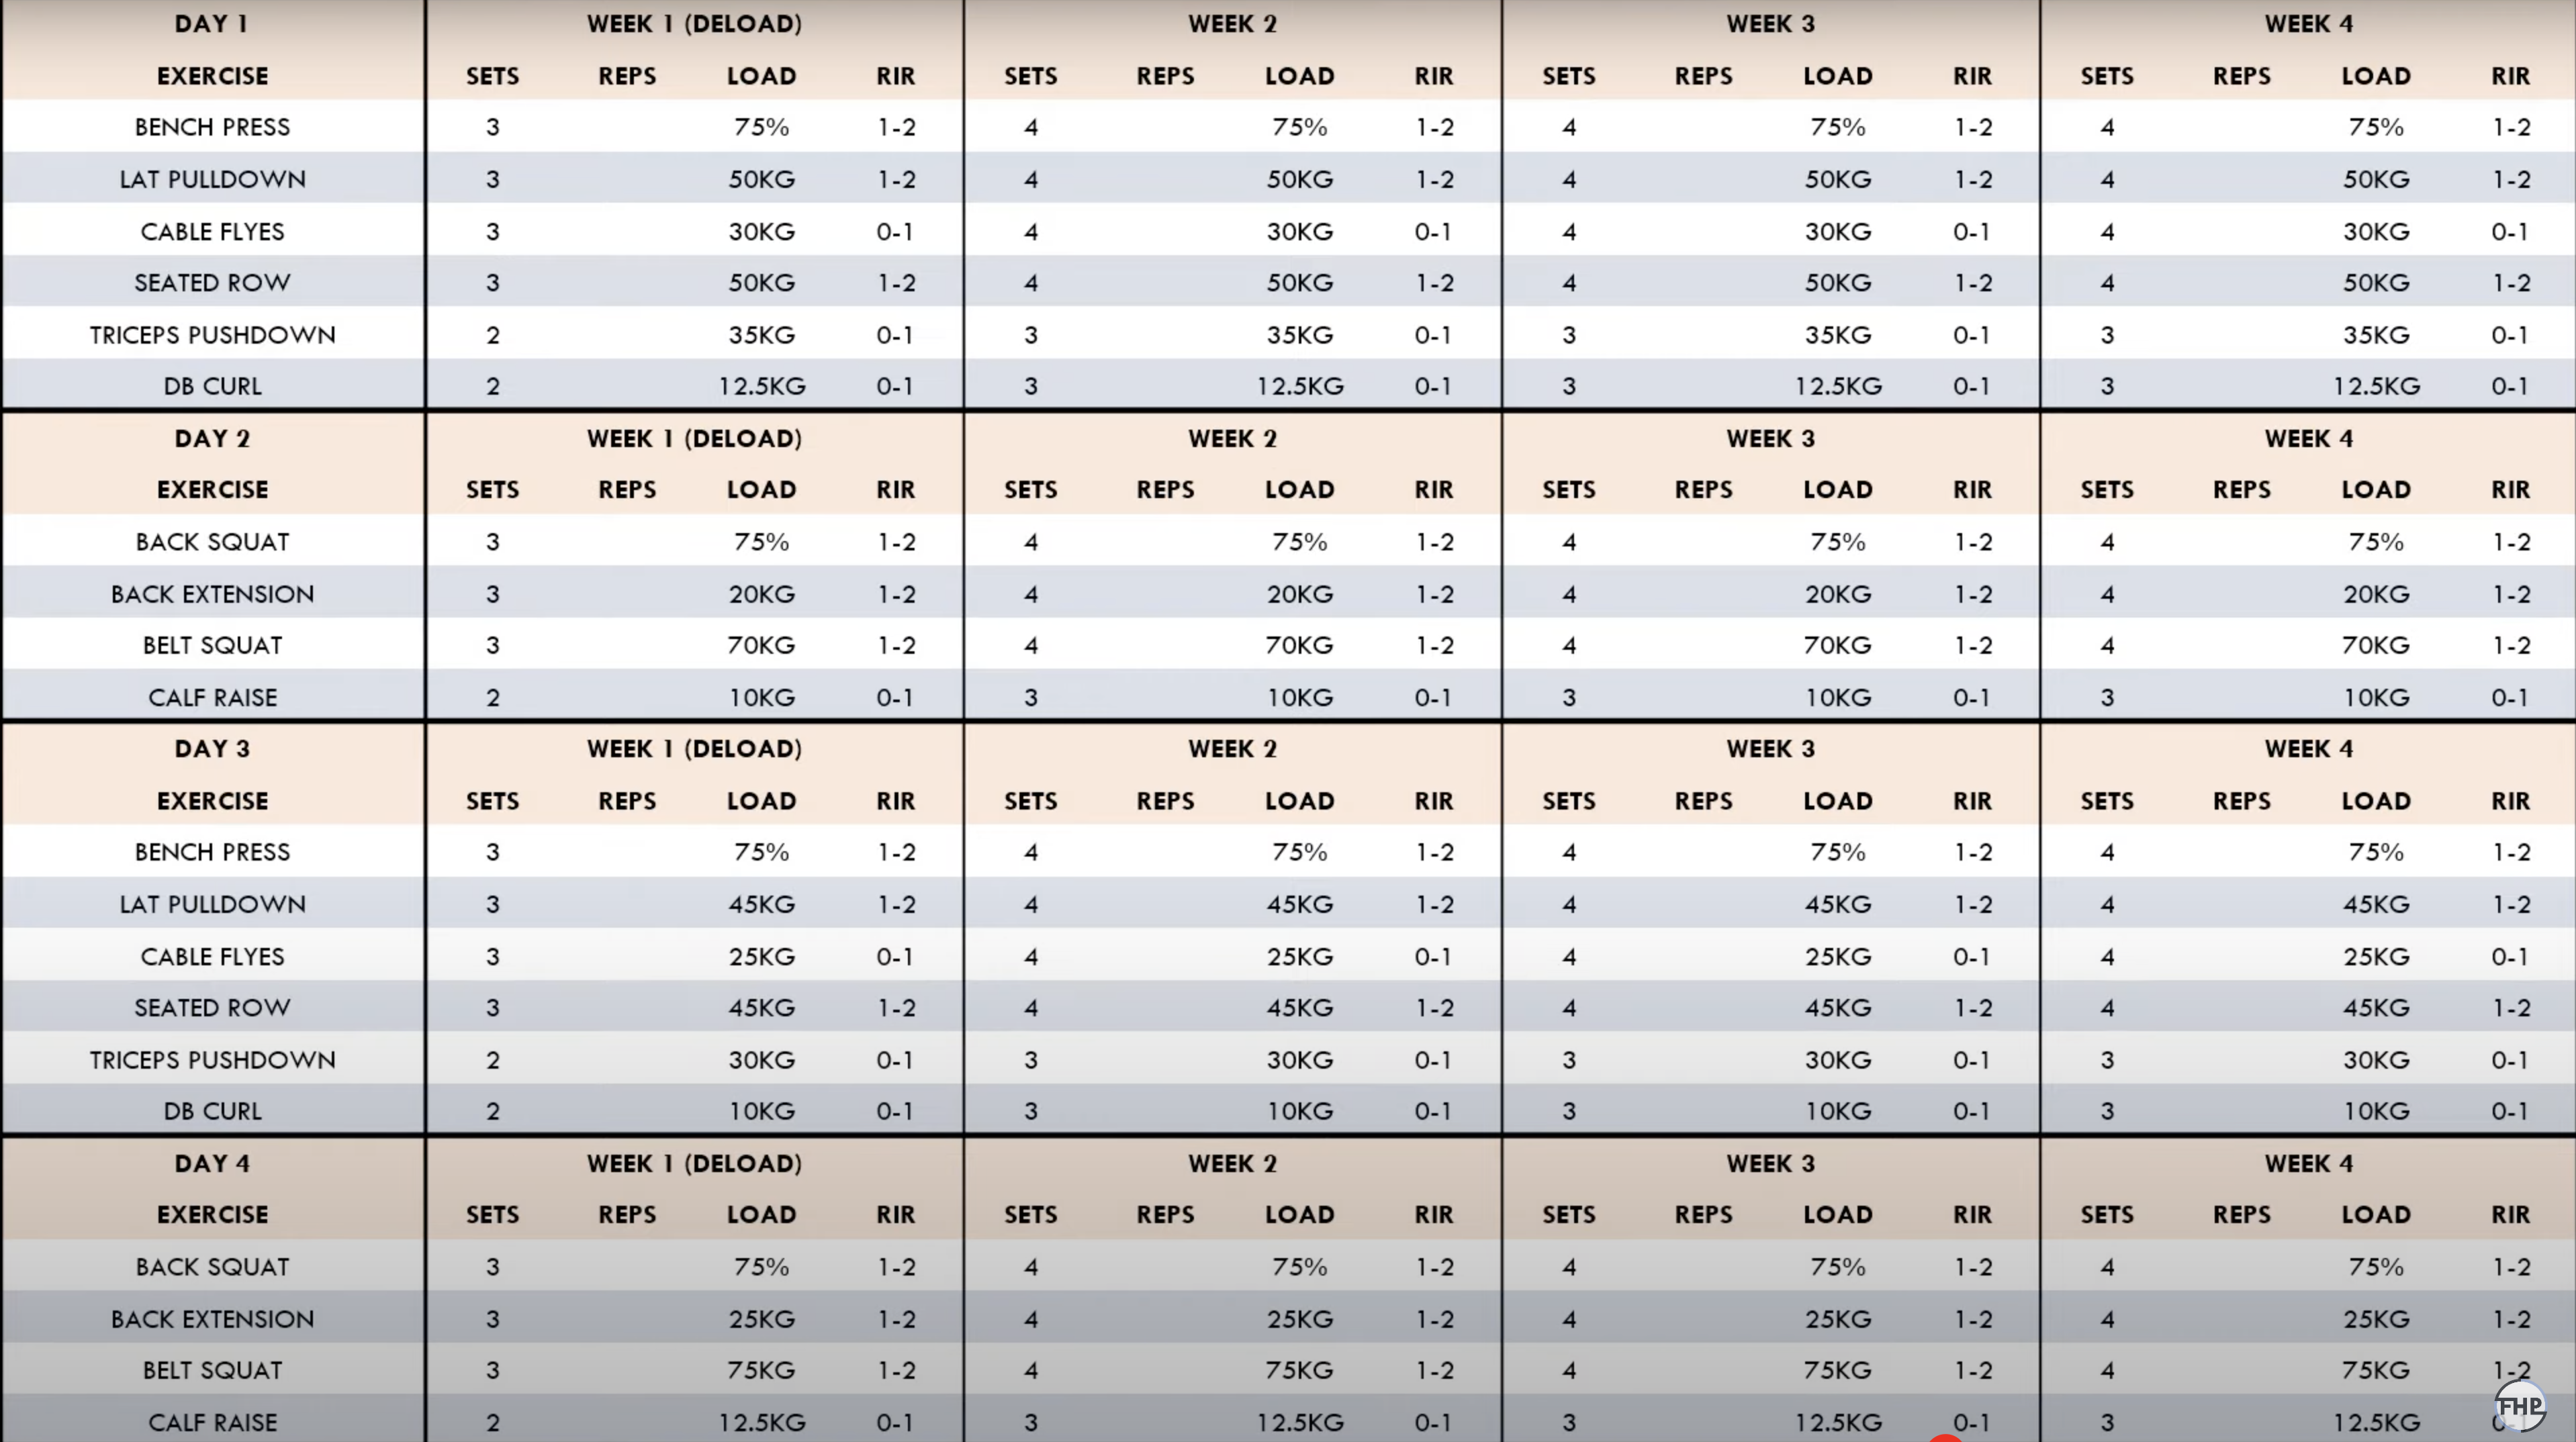 DAY 1 WEEK 1 (DELOAD) WEEK 2 WEEK 3 WEEK 4
EXERCISE SETS REPS LOAD RIR SETS REPS LOAD RIR SETS REPS LOAD RIR SETS REPS LOAD RIR
BENCH PRESS 3 75% 1-2 4 75% 1-2 4 75% 1-2 4 75% 1-2
LAT PULLDOWN 3 50KG 1-2 4 50KG 1-2 4 50KG 1-2 4 50KG 1-2
CABLE FLYES 3 30KG 0-1 4 30KG 0-1 4 30KG 0-1 4 30KG 0-1
SEATED ROW 3 50KG 1-2 4 50KG 1-2 4 50KG 1-2 4 50KG 1-2
TRICEPS PUSHDOWN 2 35KG 0-1 3 35KG 0-1 3 35KG 0-1 3 35KG 0-1
DB CURL 2 12.5KG 0-1 3 12.5KG 0-1 3 12.5KG 0-1 3 12.5KG 0-1
DAY 2 WEEK 1 (DELOAD) WEEK 2 WEEK 3 WEEK 4
EXERCISE SETS REPS LOAD RIR SETS REPS LOAD RIR SETS REPS LOAD RIR SETS REPS LOAD RIR
BACK SQUAT 3 75% 1-2 4 75% 1-2 4 75% 1-2 4 75% 1-2
BACK EXTENSION 3 20KG 1-2 4 20KG 1-2 4 20KG 1-2 4 20KG 1-2
BELT SQUAT 3 70KG 1-2 4 70KG 1-2 4 70KG 1-2 4 70KG 1-2
CALF RAISE 2 10KG 0-1 3 10KG 0-1 3 10KG 0-1 3 10KG 0-1
DAY 3 WEEK 1 (DELOAD) WEEK 2 WEEK 3 WEEK 4
EXERCISE SETS REPS LOAD RIR SETS REPS LOAD RIR SETS REPS LOAD RIR SETS REPS LOAD RIR
BENCH PRESS 3 75% 1-2 4 75% 1-2 4 75% 1-2 4 75% 1-2
LAT PULLDOWN 3 45KG 1-2 4 45KG 1-2 4 45KG 1-2 4 45KG 1-2
CABLE FLYES 3 25KG 0-1 4 25KG 0-1 4 25KG 0-1 4 25KG 0-1
SEATED ROW 3 45KG 1-2 4 45KG 1-2 4 45KG 1-2 4 45KG 1-2
TRICEPS PUSHDOWN 2 30KG 0-1 3 30KG 0-1 3 30KG 0-1 3 30KG 0-1
DB CURL 2 10KG 0-1 3 10KG 0-1 3 10KG 0-1 3 10KG 0-1
DAY 4 WEEK 1 (DELOAD) WEEK 2 WEEK 3 WEEK 4
EXERCISE SETS REPS LOAD RIR SETS REPS LOAD RIR SETS REPS LOAD RIR SETS REPS LOAD RIR
BACK SQUAT 3 75% 1-2 4 75% 1-2 4 75% 1-2 4 75% 1-2
BACK EXTENSION 3 25KG 1-2 4 25KG 1-2 4 25KG 1-2 4 25KG 1-2
BELT SQUAT 3 75KG 1-2 4 75KG 1-2 4 75KG 1-2 4 75KG 1-2
CALF RAISE 2 12.5KG 0-1 3 12.5KG 0-1 3 12.5KG 0-1 3 12.5KG
FHP